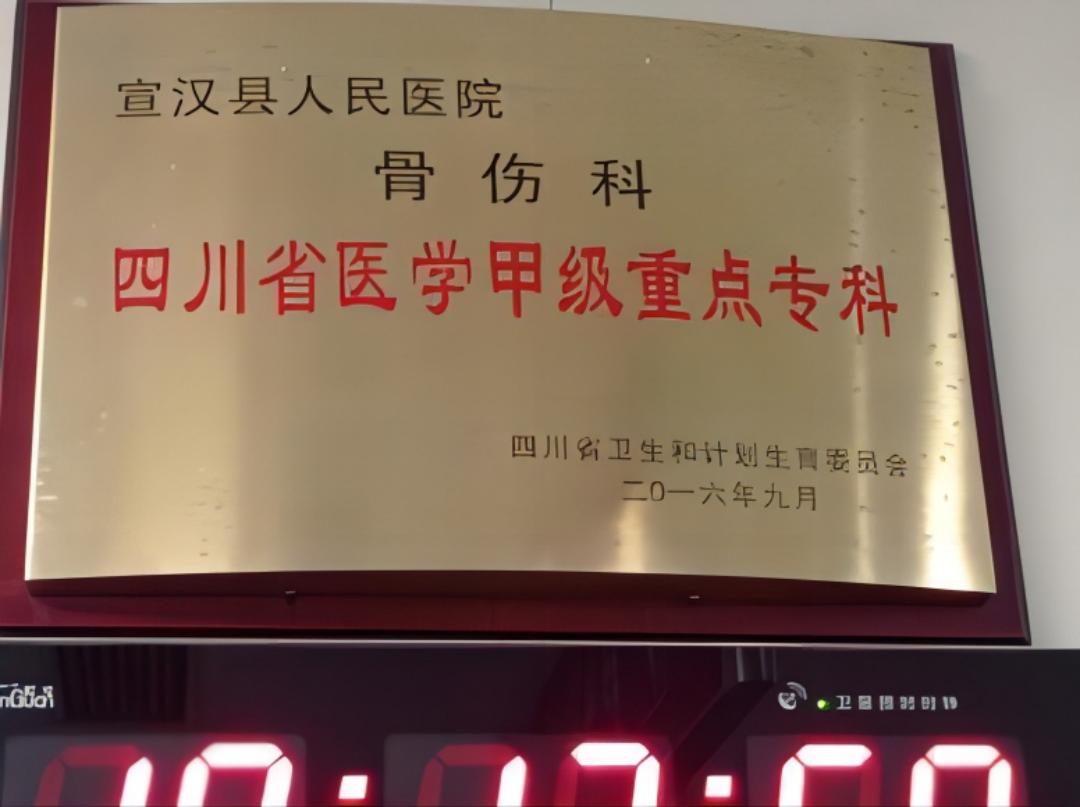 宣汉县人民医院
骨伤科
四川省医学甲级重点专科
四川省卫生和计划生育委员会
二0一六年九月